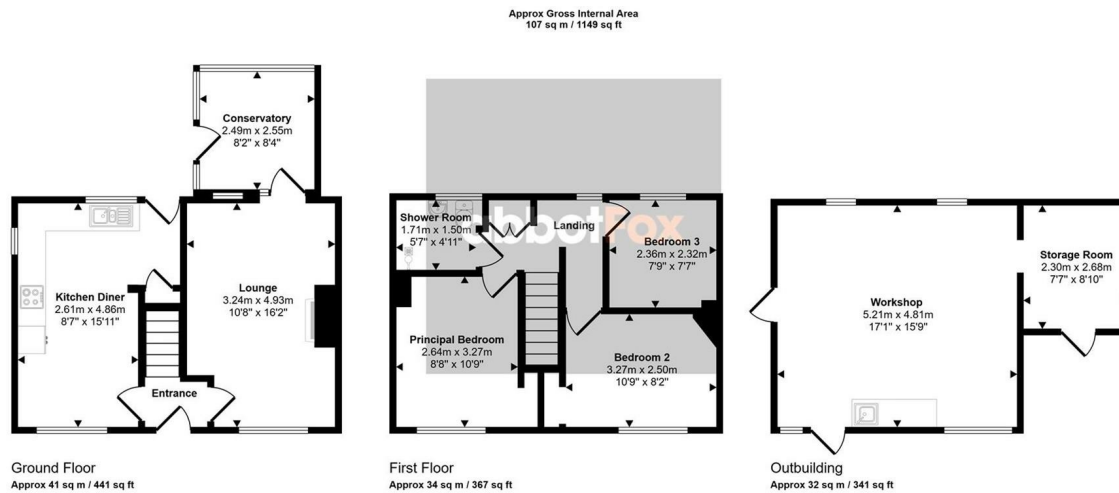 Approx Gross Internal Area
107 sq m / 1149 sq ft
Conservatory
2.49m x 2.55m
8'2" x 8'4"
Kitchen Diner
2.61m x 4.86m
8'7" x 15'11"
Lounge
3.24m x 4.93m
10'8" x 16'2"
Entrance
Ground Floor
Approx 41 sq m / 441 sq ft
abbotFox
Shower Room
1.71m x 1.50m
5'7" x 4'11"
Landing
Bedroom 3
2.36m x 2.32m
7'9" x 7'7"
Principal Bedroom
2.64m x 3.27m
8'8" x 10'9"
Bedroom 2
3.27m x 2.50m
10'9" x 8'2"
First Floor
Approx 34 sq m / 367 sq ft
Workshop
5.21m x 4.81m
17'1" x 15'9"
Storage Room
2.30m x 2.68m
7'7" x 8'10"
Outbuilding
Approx 32 sq m / 341 sq ft